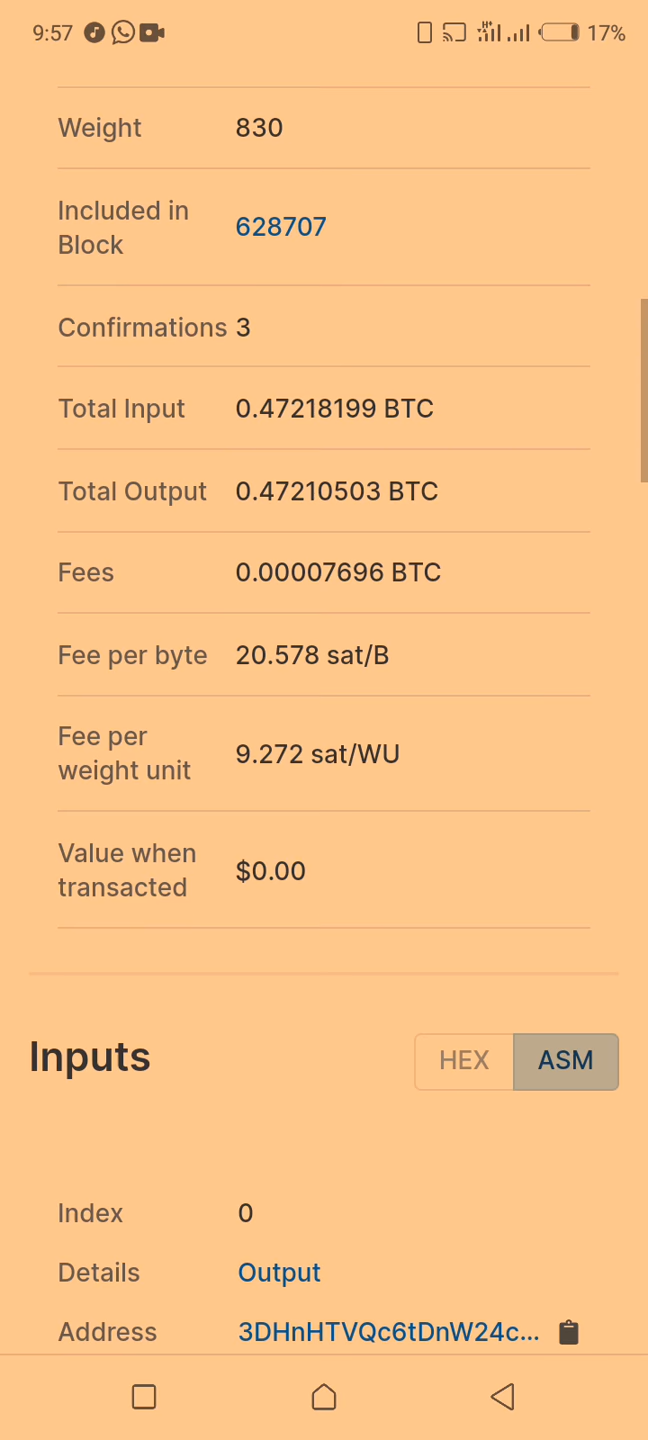 9:57 17%
Weight 830
Included in
Block 628707
Confirmations 3
Total Input 0.47218199 BTC
Total Output 0.47210503 BTC
Fees 0.00007696 BTC
Fee per byte 20.578 sat/B
Fee per
weight unit 9.272 sat/WU
Value when
transacted $0.00
Inputs HEX ASM
Index 0
Details Output
Address 3DHnHTVQc6tDnW24c...